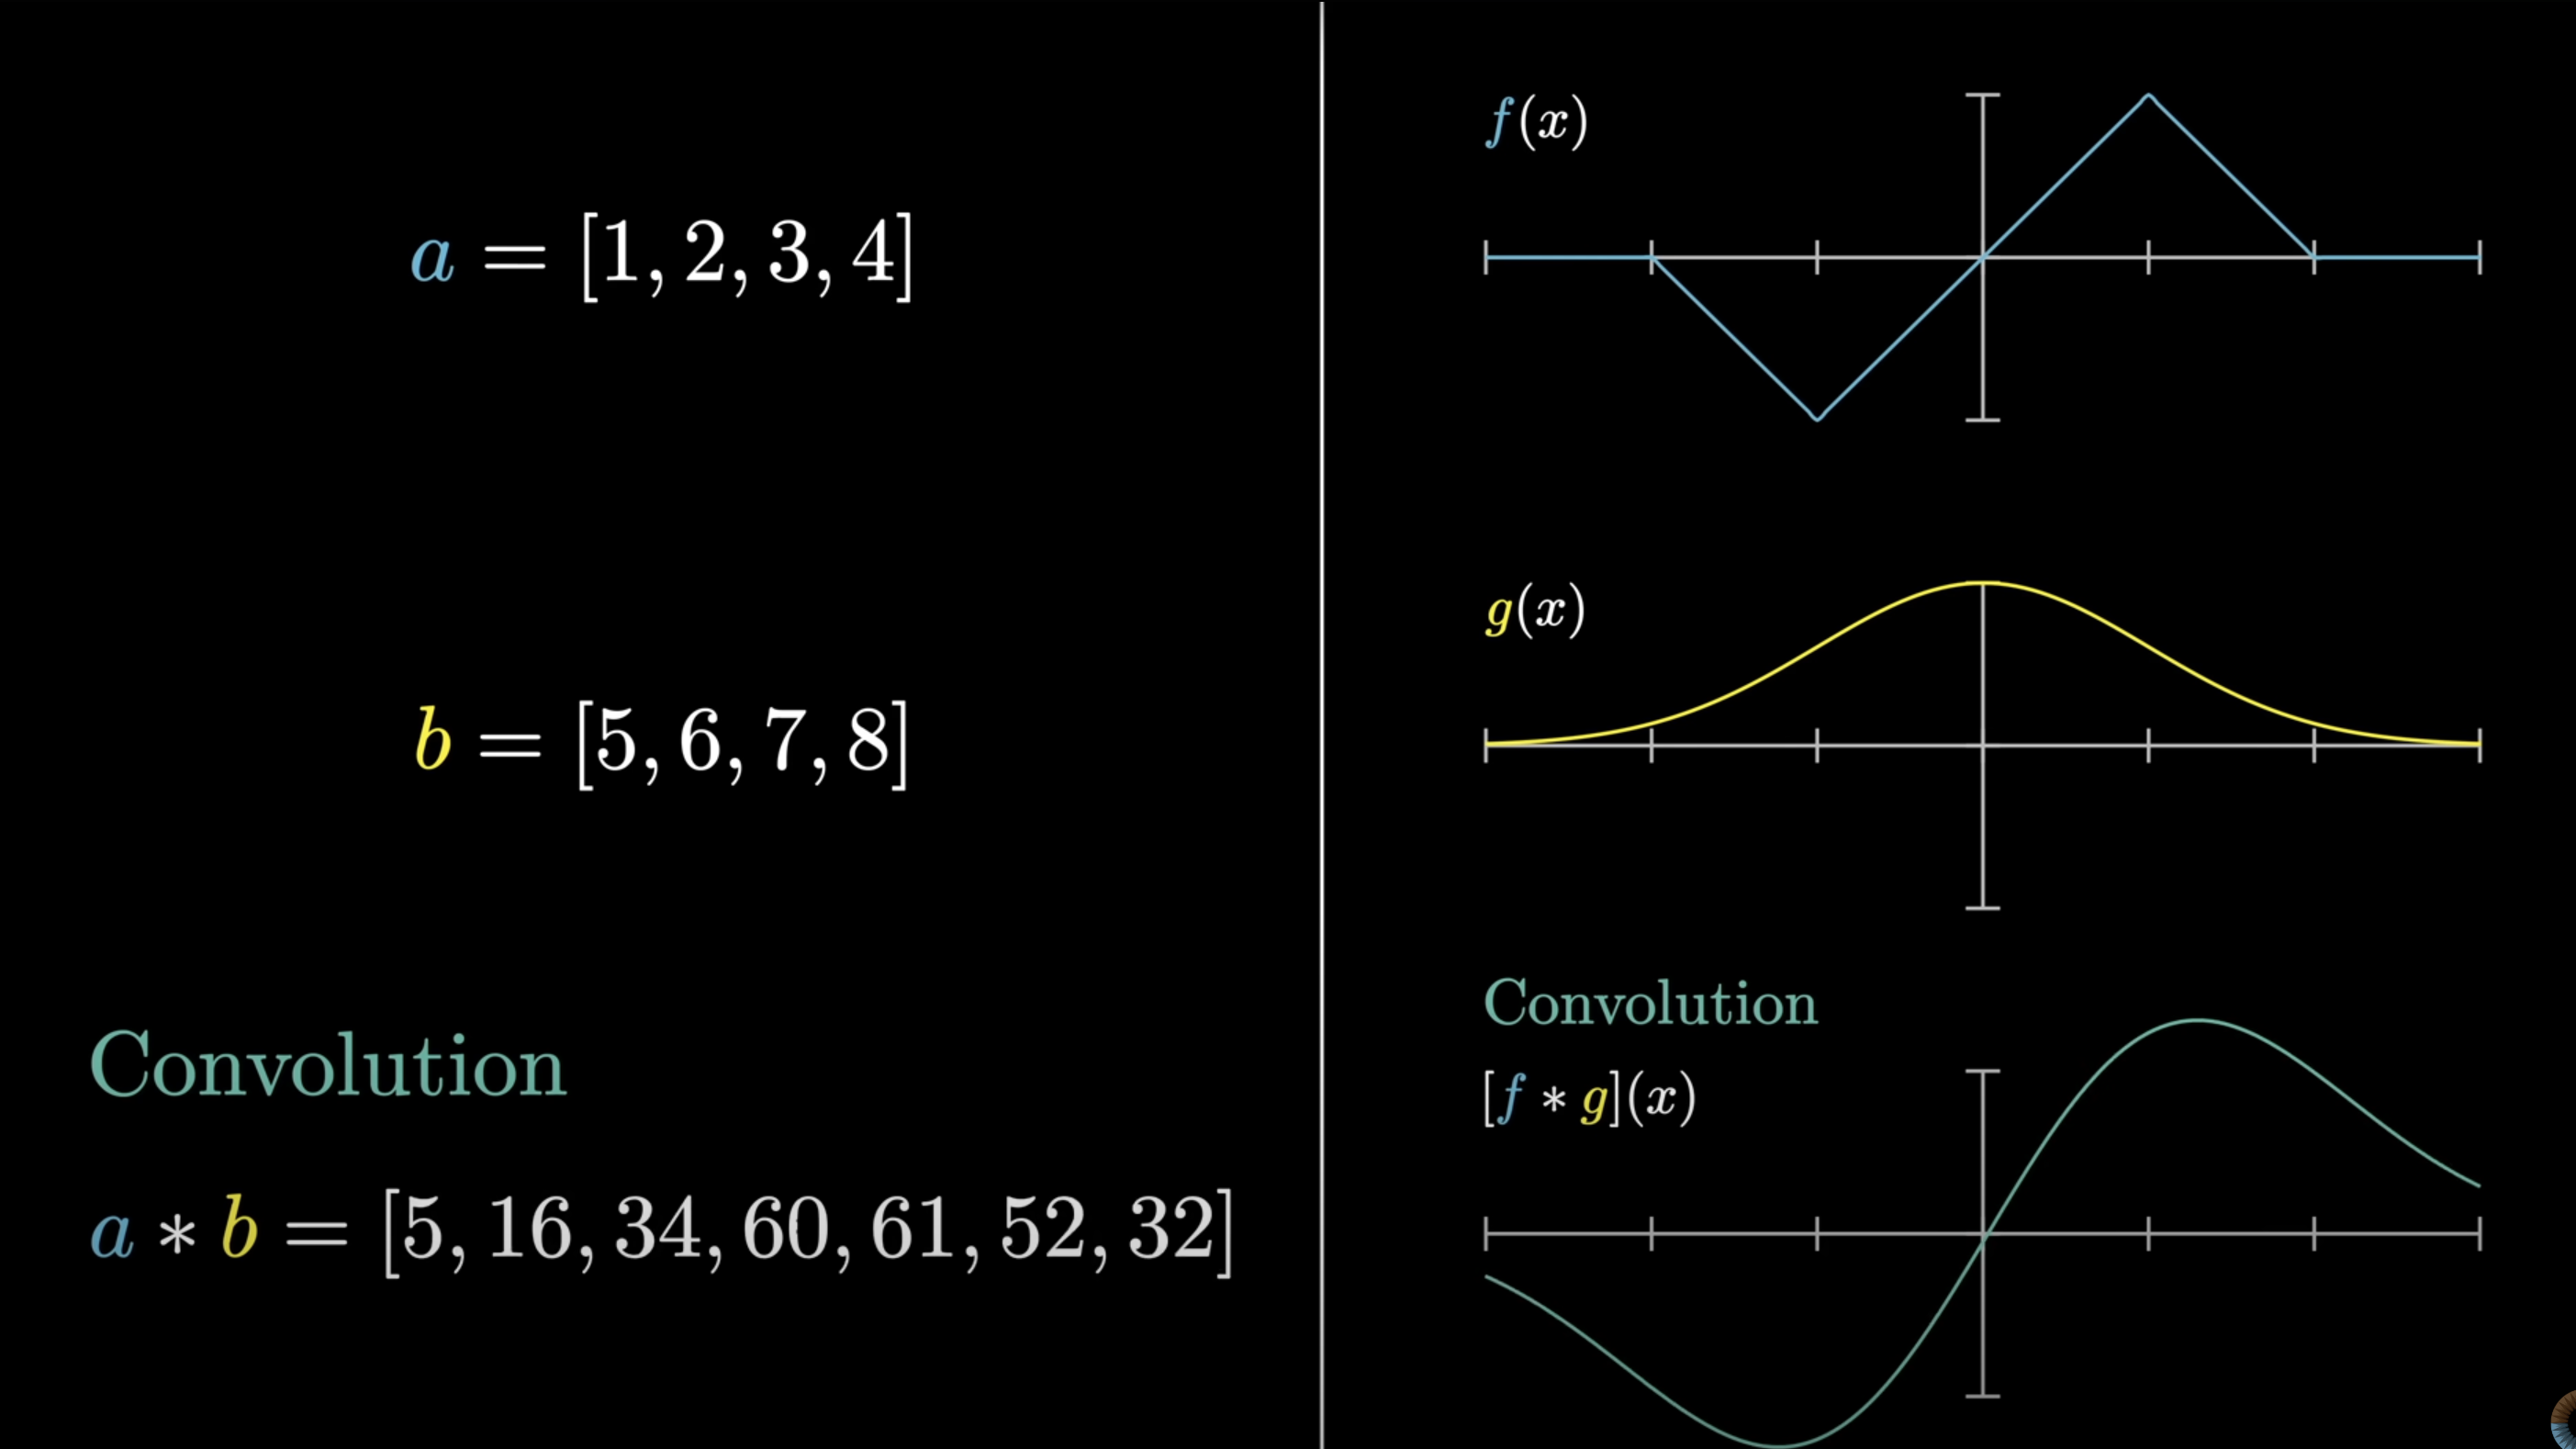 a = [1, 2, 3, 4]
b = [5, 6, 7, 8]
Convolution
a ∗ b = [5, 16, 34, 60, 61, 52, 32]
f(x)
g(x)
Convolution
[f ∗ g](x)